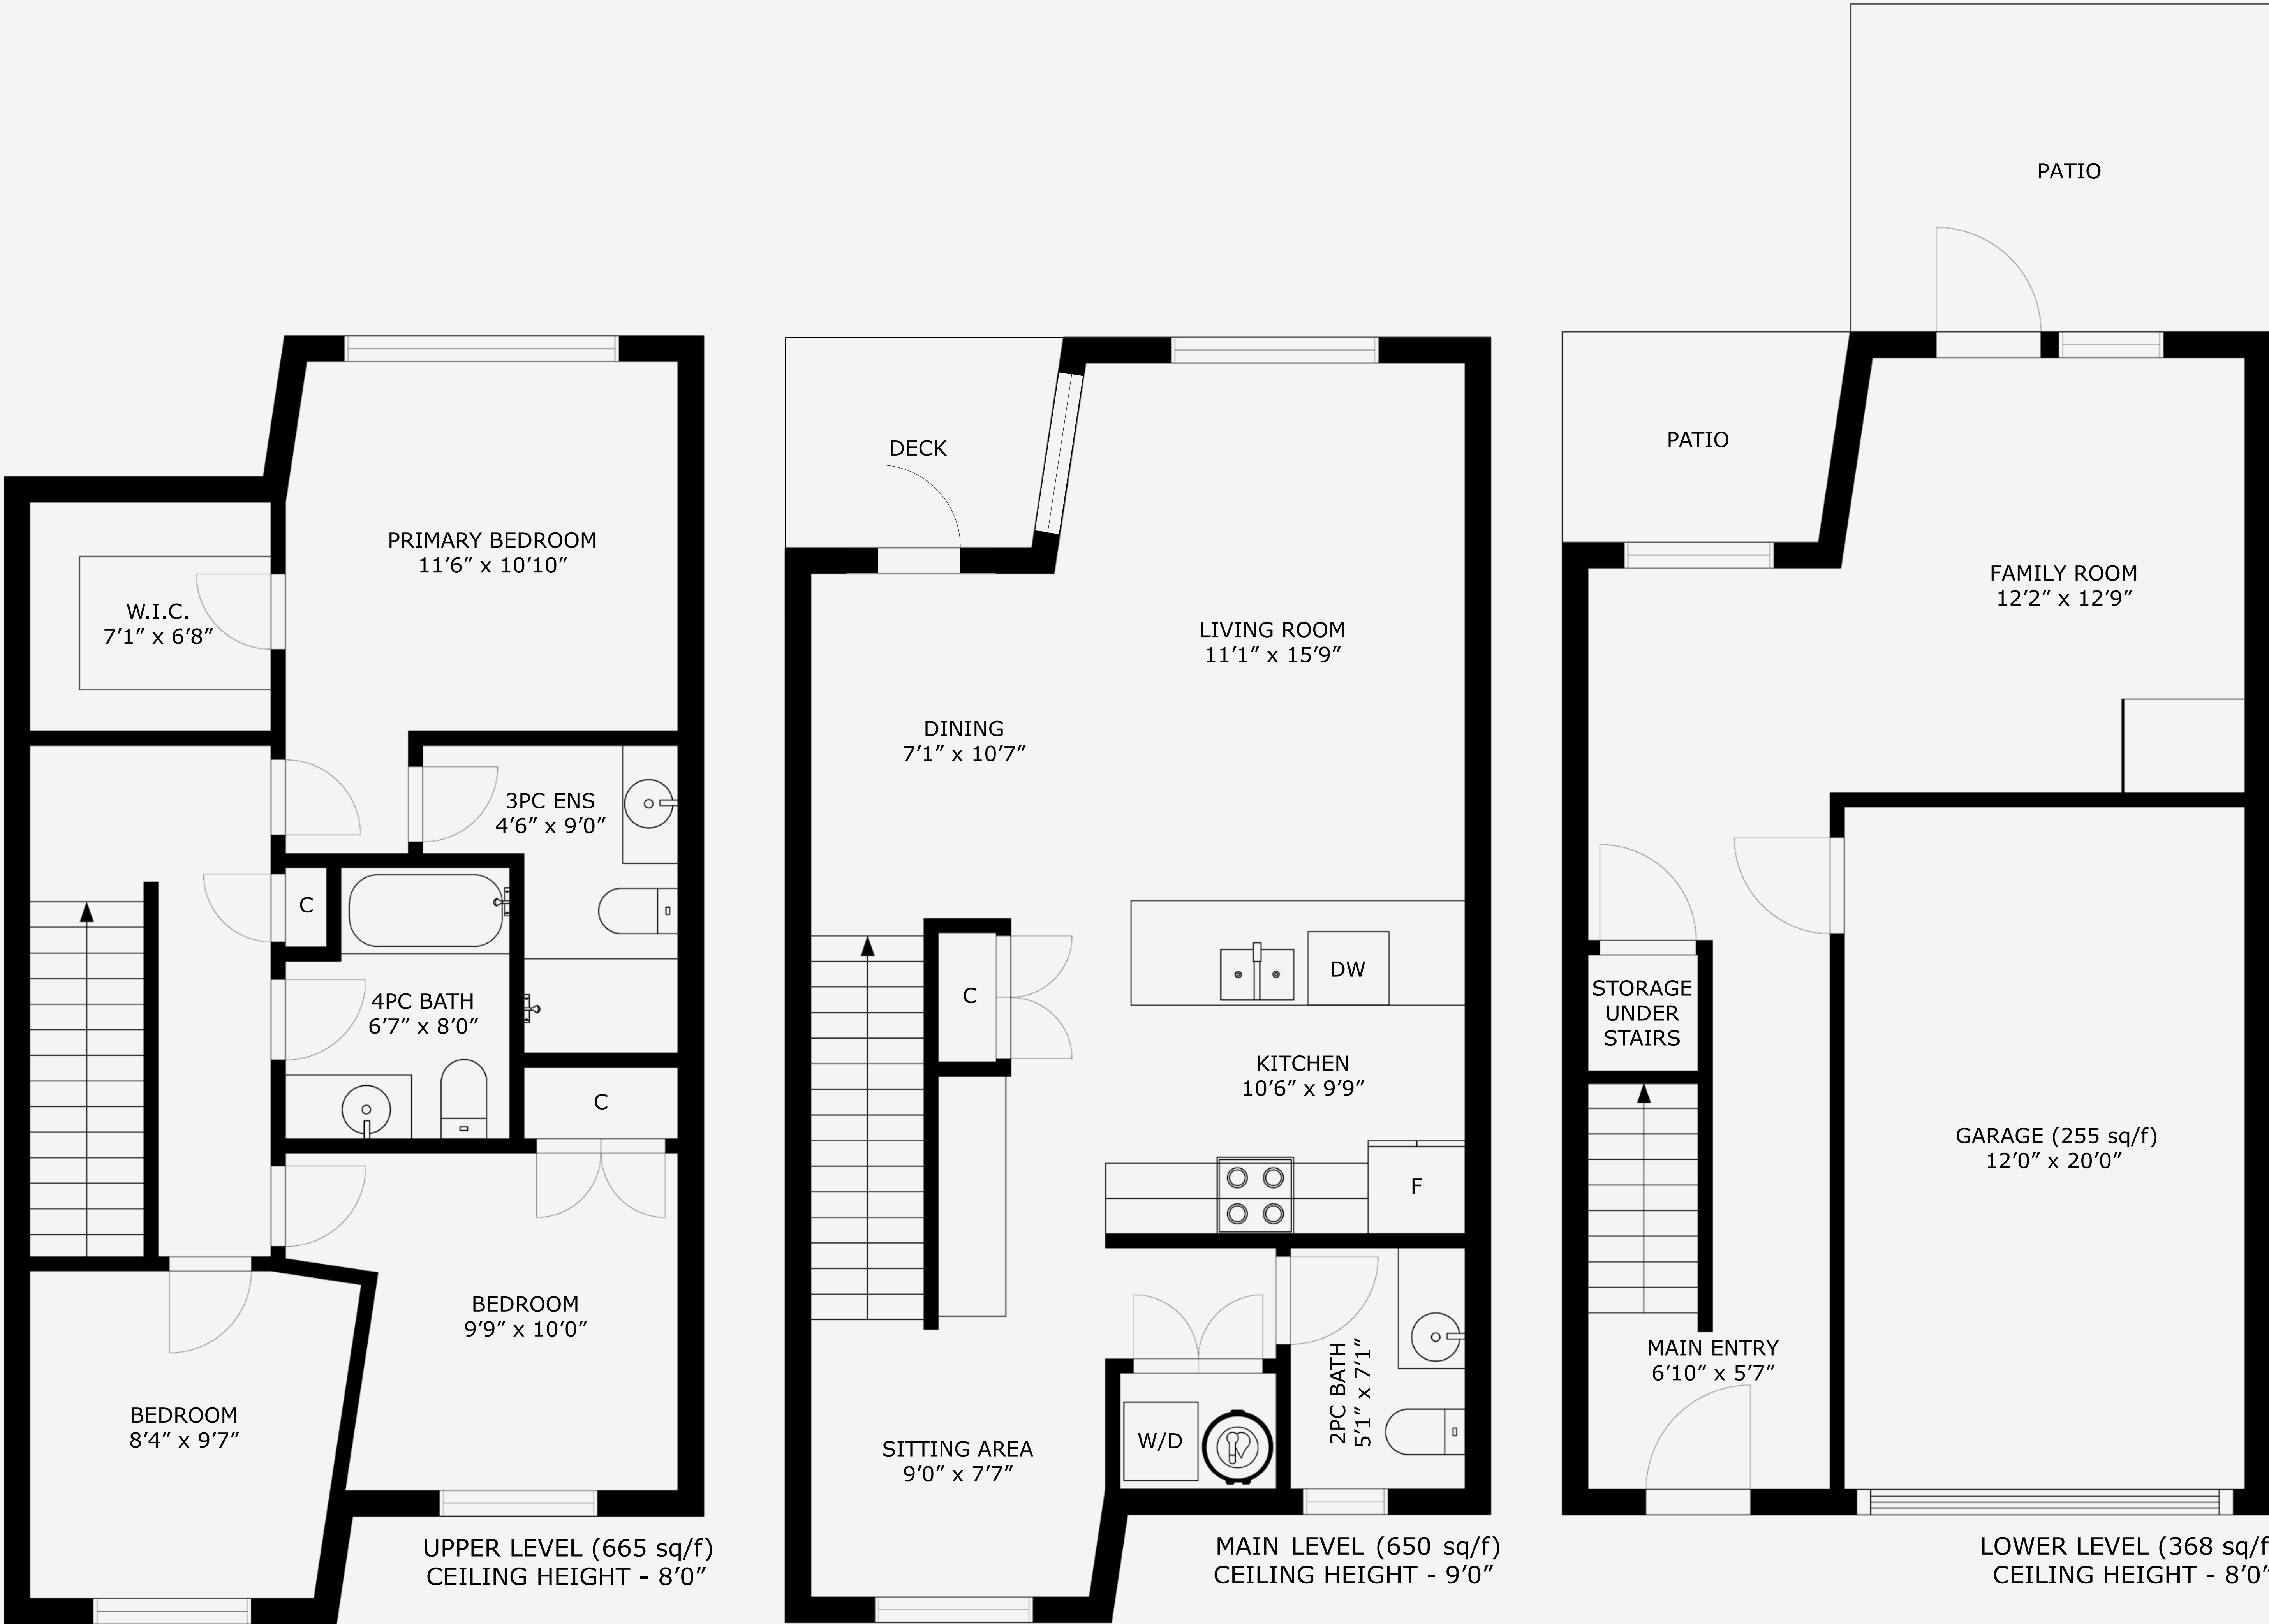 PRIMARY BEDROOM
11’6” x 10’10”
W.I.C.
7’1” x 6’8”
3PC ENS
4’6” x 9’0”
C
4PC BATH
6’7” x 8’0”
C
BEDROOM
9’9” x 10’0”
BEDROOM
8’4” x 9’7”
UPPER LEVEL (665 sq/f)
CEILING HEIGHT - 8’0”
DECK
LIVING ROOM
11’1” x 15’9”
DINING
7’1” x 10’7”
DW
C
KITCHEN
10’6” x 9’9”
F
2PC BATH
5’1” x 7’1”
W/D
SITTING AREA
9’0” x 7’7”
MAIN LEVEL (650 sq/f)
CEILING HEIGHT - 9’0”
PATIO
PATIO
FAMILY ROOM
12’2” x 12’9”
STORAGE
UNDER
STAIRS
GARAGE (255 sq/f)
12’0” x 20’0”
MAIN ENTRY
6’10” x 5’7”
LOWER LEVEL (368 sq/f
CEILING HEIGHT - 8’0”